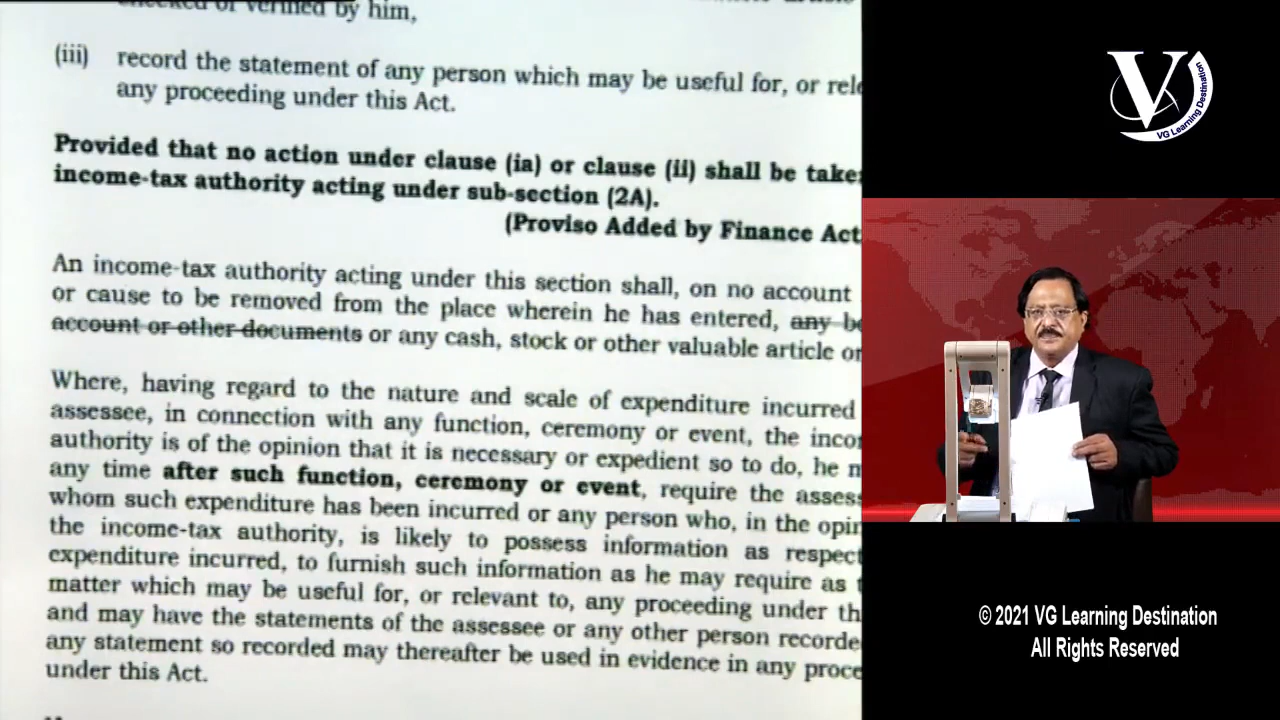 checked or verified by him,
(iii) record the statement of any person which may be useful for, or
any proceeding under this Act.
Provided that no action under clause (ia) or clause (ii) shall be
income-tax authority acting under sub-section (2A).
(Proviso Added by Finance Act
An income-tax authority acting under this section shall, on no account
or cause to be removed from the place wherein he has entered, any
account or other documents or any cash, stock or other valuable article
Where, having regard to the nature and scale of expenditure incurred
assessee, in connection with any function, ceremony or event, the
authority is of the opinion that it is necessary or expedient so to do, he
any time after such function, ceremony or event, require the
whom such expenditure has been incurred or any person who, in the
the income-tax authority, is likely to possess information as
expenditure incurred, to furnish such information as he may require as
matter which may be useful for, or relevant to, any proceeding under
and may have the statements of the assessee or any other person
any statement so recorded may thereafter be used in evidence in any
under this Act.
V
VG Learning Destination
© 2021 VG Learning Destination
All Rights Reserved